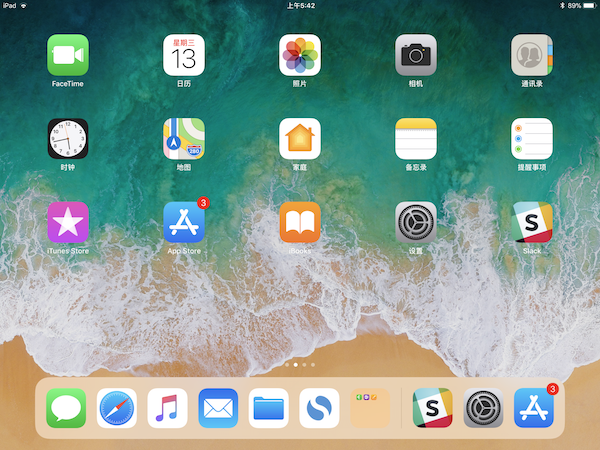 iPad
上午5:42
89%
FaceTime
星期三
13
日历
照片
相机
通讯录
时钟
280
地图
家庭
备忘录
提醒事项
iTunes Store
3
App Store
iBooks
设置
S
Slack
S
3